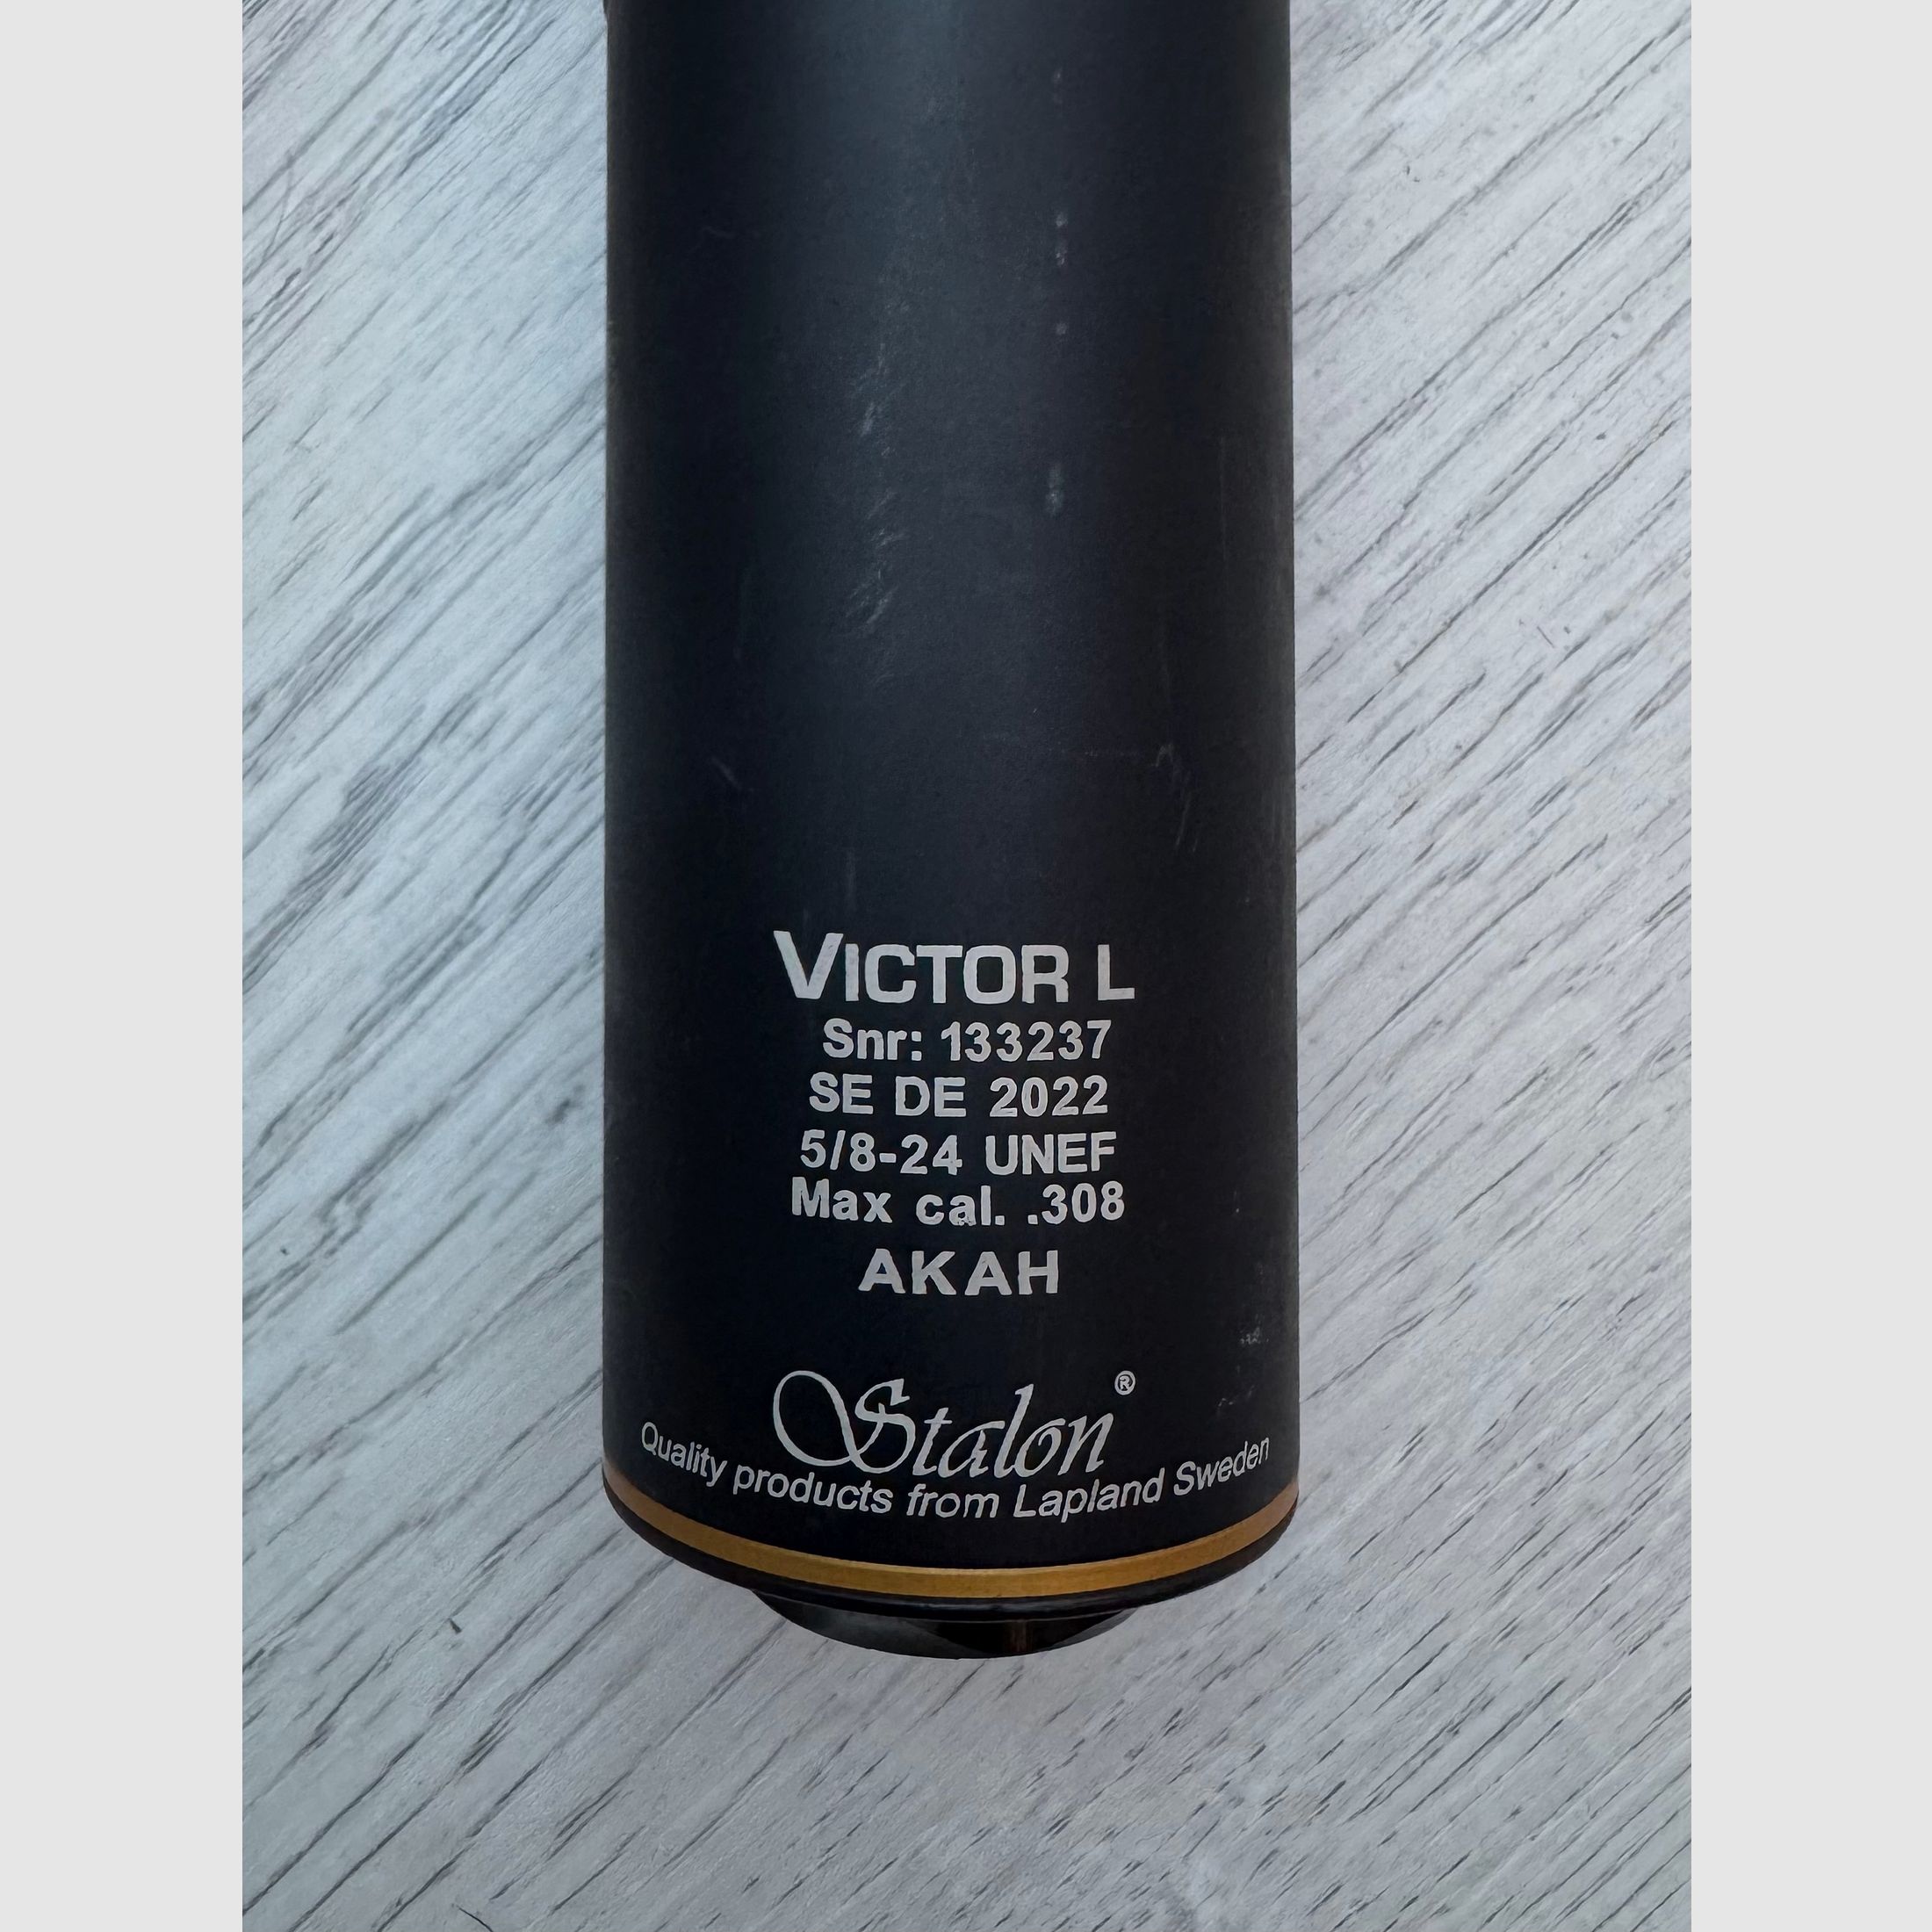 VICTOR L
Snr: 133237
SE DE 2022
5/8-24 UNEF
Max cal. .308
AKAH
Stalon®
Quality products from Lapland Sweden